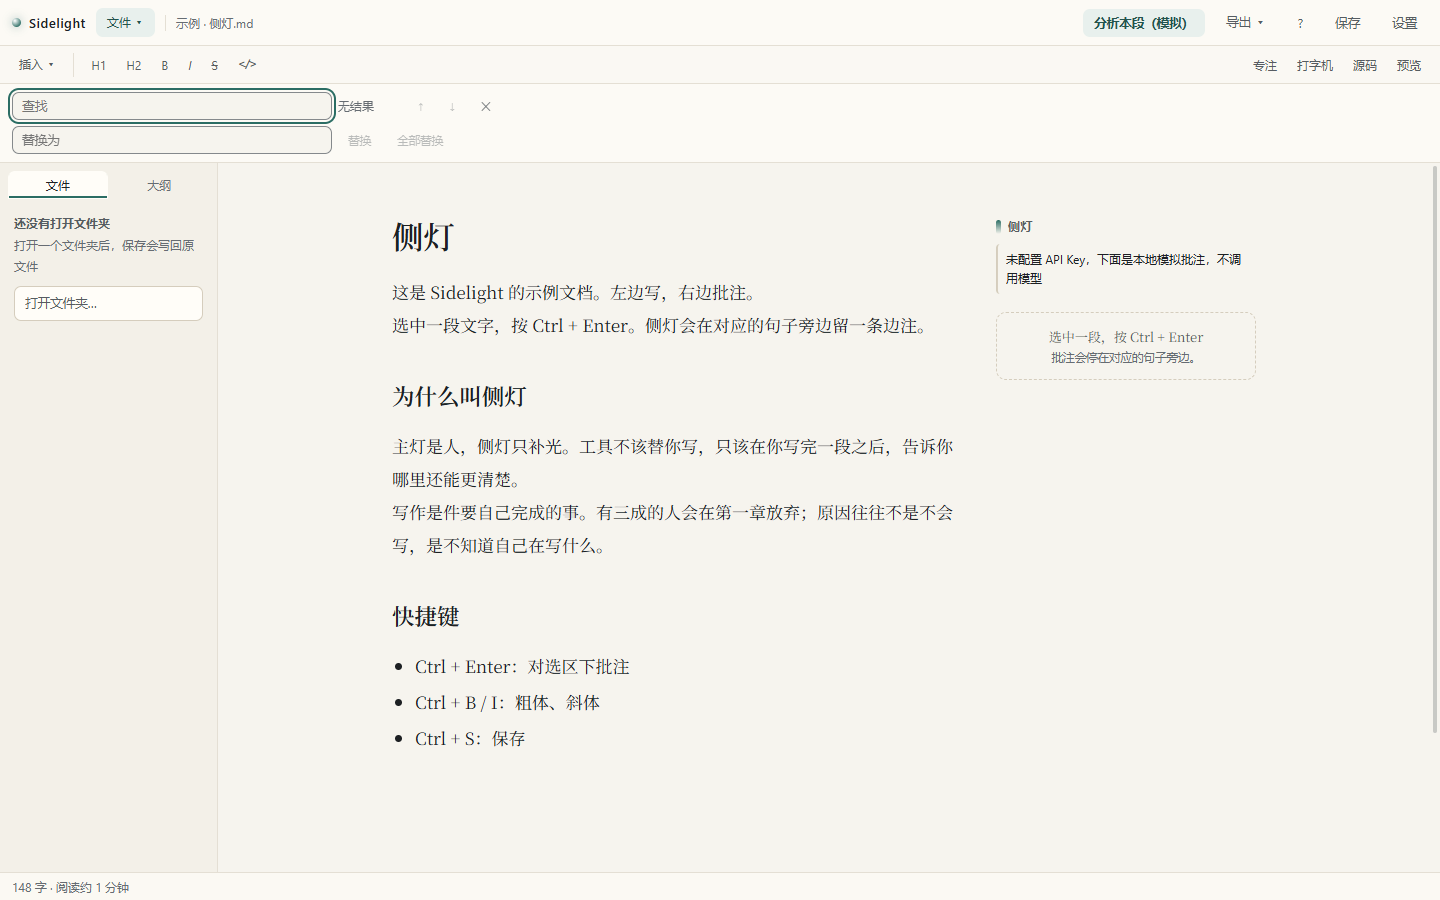 Sidelight 文件 ▾ 示例 · 侧灯.md 分析本段（模拟） 导出 ▾ ? 保存 设置
插入 ▾ H1 H2 B I S </> 专注 打字机 源码 预览
查找 无结果 ↑ ↓ ×
替换为 替换 全部替换
文件 大纲
还没有打开文件夹
打开一个文件夹后，保存会写回原
文件
打开文件夹...
侧灯
这是 Sidelight 的示例文档。左边写，右边批注。
选中一段文字，按 Ctrl + Enter。侧灯会在对应的句子旁边留一条边注。
为什么叫侧灯
主灯是人，侧灯只补光。工具不该替你写，只该在你写完一段之后，告诉你
哪里还能更清楚。
写作是件要自己完成的事。有三成的人会在第一章放弃；原因往往不是不会
写，是不知道自己在写什么。
快捷键
• Ctrl + Enter：对选区下批注
• Ctrl + B / I：粗体、斜体
• Ctrl + S：保存
侧灯
未配置 API Key，下面是本地模拟批注，不调
用模型
选中一段，按 Ctrl + Enter
批注会停在对应的句子旁边。
148 字 · 阅读约 1 分钟